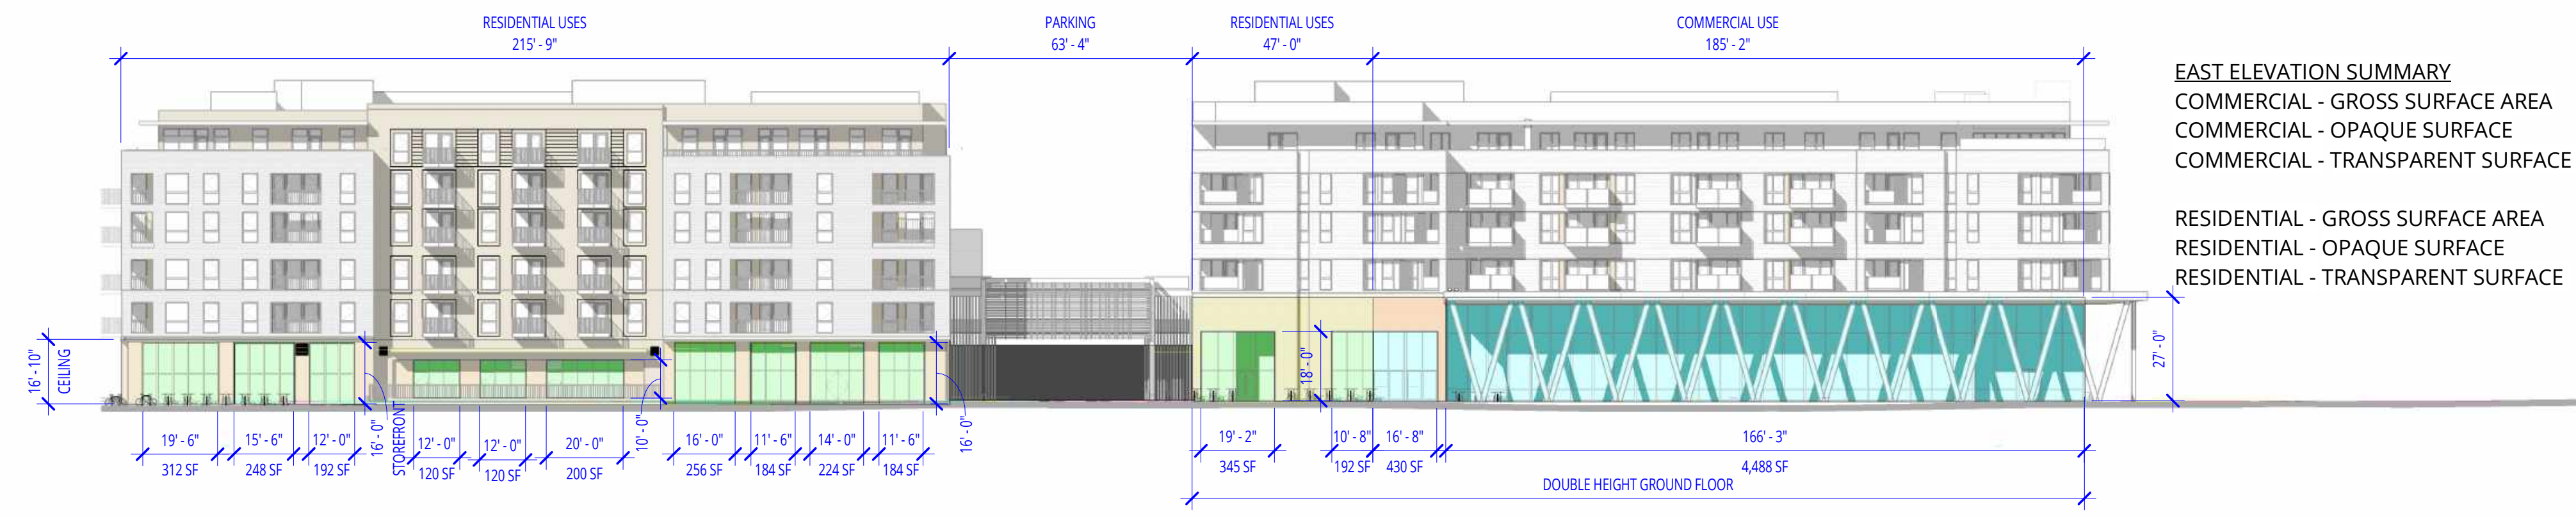 RESIDENTIAL USES
215' - 9"
PARKING
63' - 4"
RESIDENTIAL USES
47' - 0"
COMMERCIAL USE
185' - 2"
EAST ELEVATION SUMMARY
COMMERCIAL - GROSS SURFACE AREA
COMMERCIAL - OPAQUE SURFACE
COMMERCIAL - TRANSPARENT SURFACE
RESIDENTIAL - GROSS SURFACE AREA
RESIDENTIAL - OPAQUE SURFACE
RESIDENTIAL - TRANSPARENT SURFACE
16' - 10"
CEILING
18' - 0"
27' - 0"
16' - 0"
STOREFRONT
10' - 0"
16' - 0"
19' - 6"
312 SF
15' - 6"
248 SF
12' - 0"
192 SF
12' - 0"
120 SF
12' - 0"
120 SF
20' - 0"
200 SF
16' - 0"
256 SF
11' - 6"
184 SF
14' - 0"
224 SF
11' - 6"
184 SF
19' - 2"
345 SF
10' - 8"
192 SF
16' - 8"
430 SF
166' - 3"
4,488 SF
DOUBLE HEIGHT GROUND FLOOR